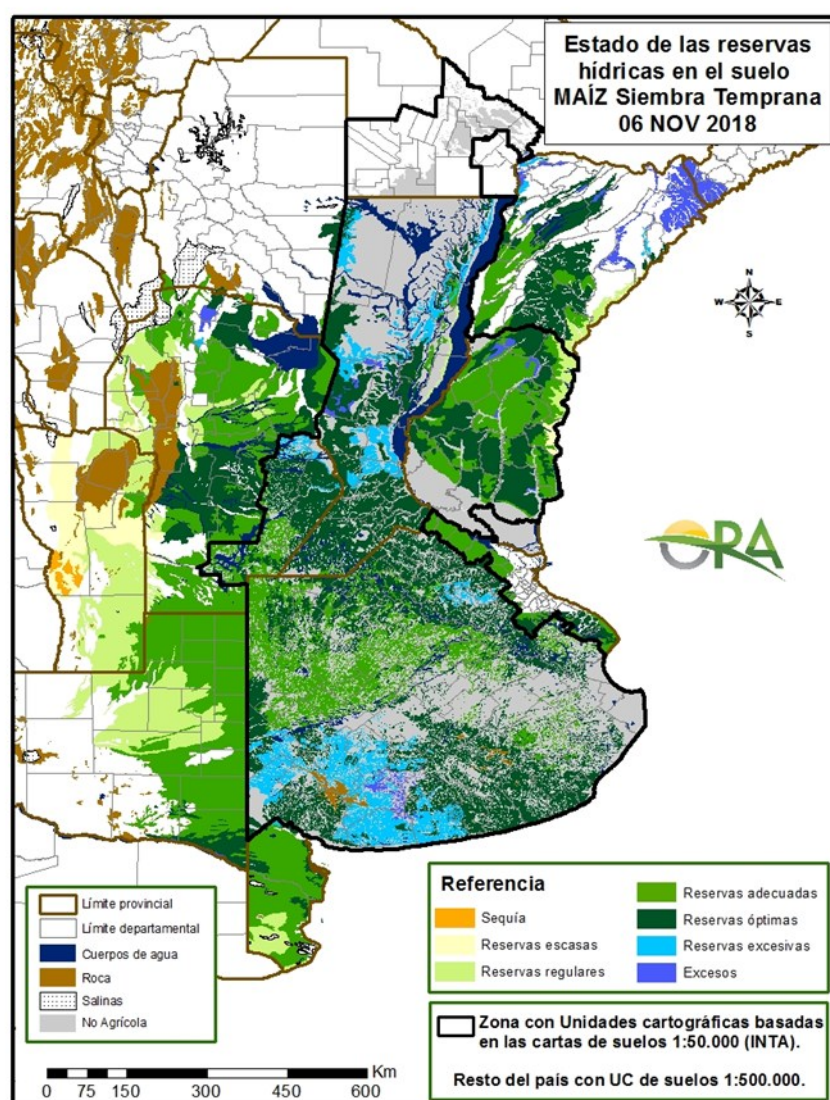 Estado de las reservas
hídricas en el suelo
MAÍZ Siembra Temprana
06 NOV 2018
N
W
E
S
ORA
Límite provincial
Límite departamental
Cuerpos de agua
Roca
Salinas
No Agrícola
Referencia
Sequía
Reservas escasas
Reservas regulares
Reservas adecuadas
Reservas óptimas
Reservas excesivas
Excesos
Zona con Unidades cartográficas basadas
en las cartas de suelos 1:50.000 (INTA).
Resto del país con UC de suelos 1:500.000.
Km
0 75 150 300 450 600